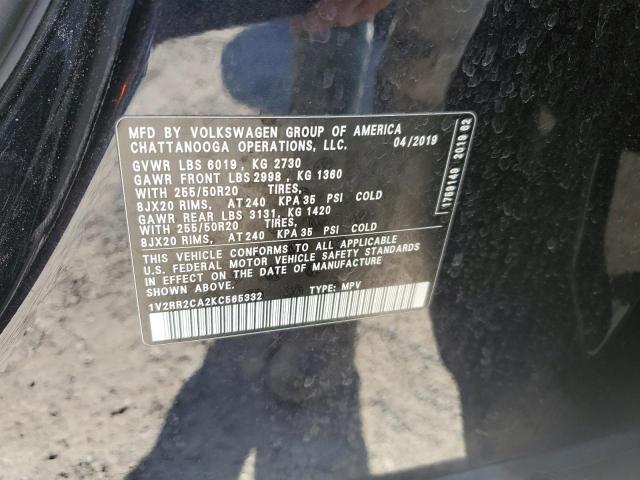 MFD BY VOLKSWAGEN GROUP OF AMERICA
CHATTANOOGA OPERATIONS, LLC. 04/2019
GVWR LBS 6019, KG 2730
GAWR FRONT LBS 2998, KG 1360
WITH 255/50R20 TIRES,
8JX20 RIMS, AT 240 KPA 35 PSI COLD
GAWR REAR LBS 3131, KG 1420
WITH 255/50R20 TIRES,
8JX20 RIMS, AT 240 KPA 35 PSI COLD
THIS VEHICLE CONFORMS TO ALL APPLICABLE
U.S. FEDERAL MOTOR VEHICLE SAFETY STANDARDS
IN EFFECT ON THE DATE OF MANUFACTURE
SHOWN ABOVE.
1V2RR2CA2KC565332 TYPE: MPV
1759149 2019 62